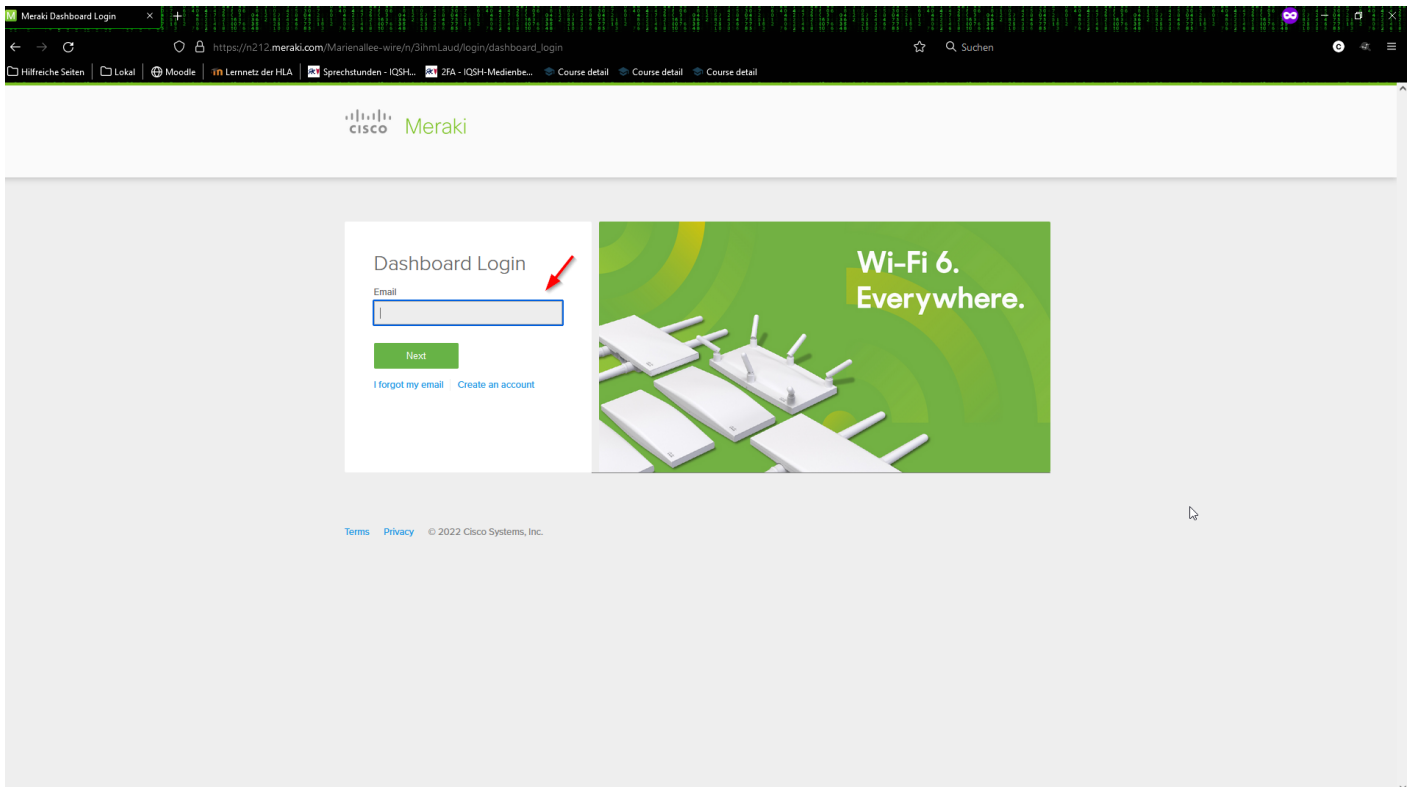 Meraki Dashboard Login
https://n212.meraki.com/Marienallee-wire/n/3ihmLaud/login/dashboard_login
Suchen
Hilfreiche Seiten
Lokal
Moodle
Lernnetz der HLA
Sprechstunden - IQSH...
2FA - IQSH-Medienbe...
Course detail
Course detail
Course detail
cisco Meraki
Dashboard Login
Email
Next
I forgot my email
Create an account
Wi-Fi 6.
Everywhere.
Terms Privacy © 2022 Cisco Systems, Inc.